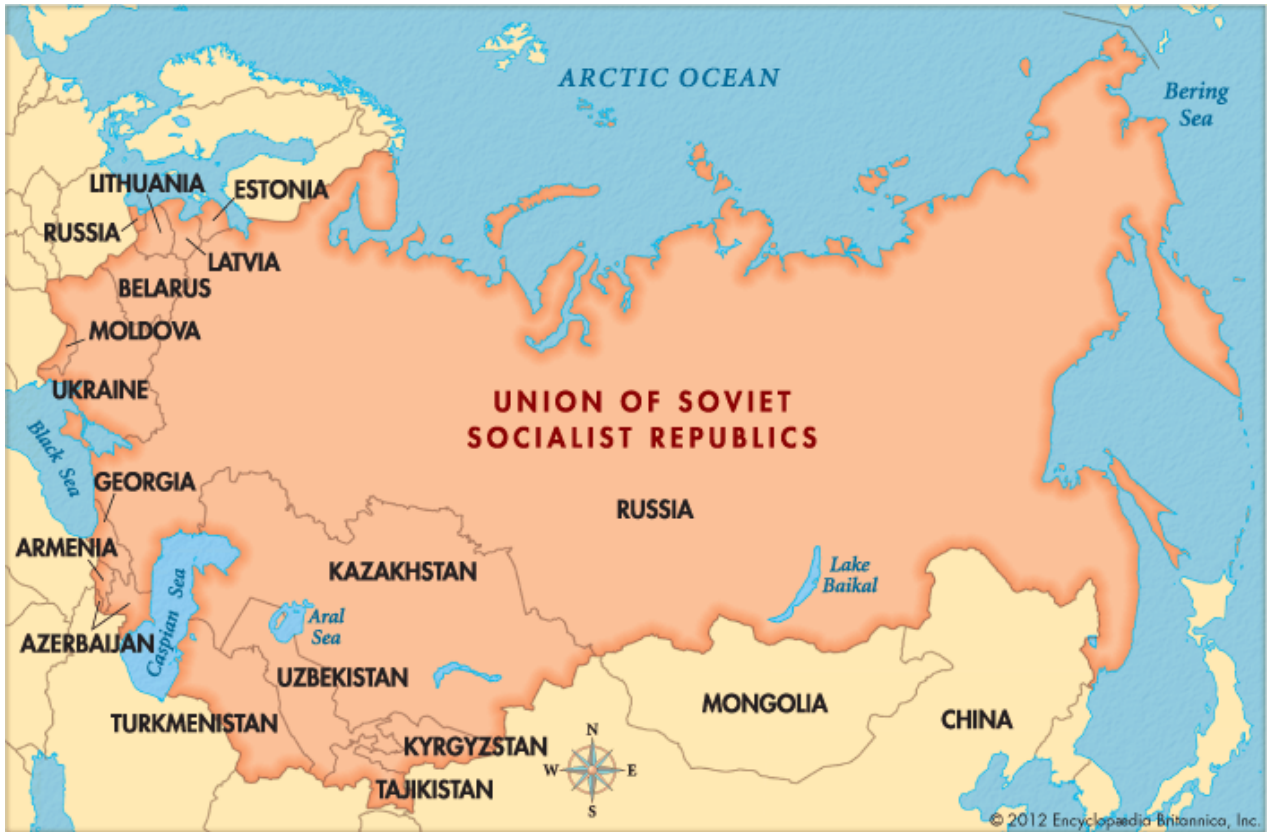 ARCTIC OCEAN
Bering
Sea
LITHUANIA
ESTONIA
RUSSIA
LATVIA
BELARUS
MOLDOVA
UKRAINE
Black Sea
UNION OF SOVIET
SOCIALIST REPUBLICS
GEORGIA
RUSSIA
ARMENIA
KAZAKHSTAN
Lake
Baikal
Caspian Sea
Aral
Sea
AZERBAIJAN
UZBEKISTAN
MONGOLIA
TURKMENISTAN
CHINA
N
KYRGYZSTAN
W
E
TAJIKISTAN
S
© 2012 Encyclopædia Britannica, Inc.